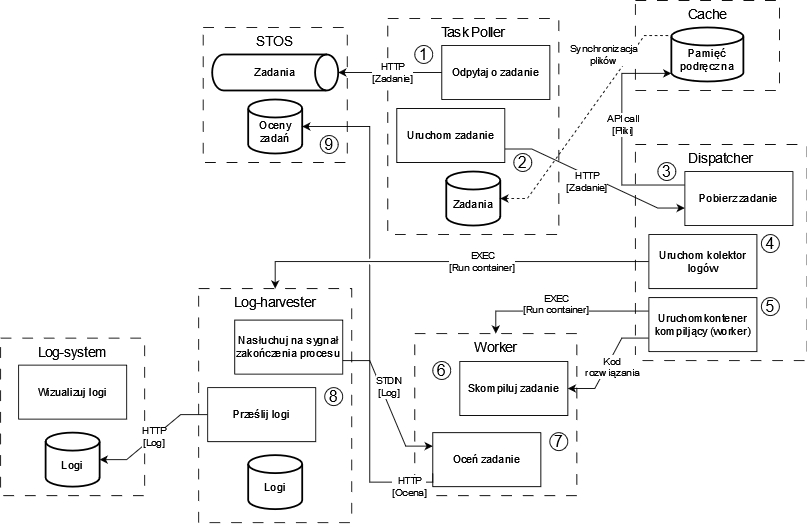 STOS
Zadania
Oceny
zadań
⑨
Task Poller
①
Odpytaj o zadanie
HTTP
[Zadanie]
Uruchom zadanie
②
Zadania
Cache
Pamięć
podręczna
Synchronizacja
plików
API call
[Pliki]
HTTP
[Zadanie]
Dispatcher
③
Pobierz zadanie
④
Uruchom kolektor
logów
⑤
Uruchom kontener
kompiljący (worker)
EXEC
[Run container]
EXEC
[Run container]
Kod
rozwiązania
Log-harvester
Nasłuchuj na sygnał
zakończenia procesu
⑧
Prześlij logi
Logi
STDIN
[Log]
HTTP
[Ocena]
Worker
⑥
Skompiluj zadanie
⑦
Oceń zadanie
Log-system
Wizualizuj logi
Logi
HTTP
[Log]